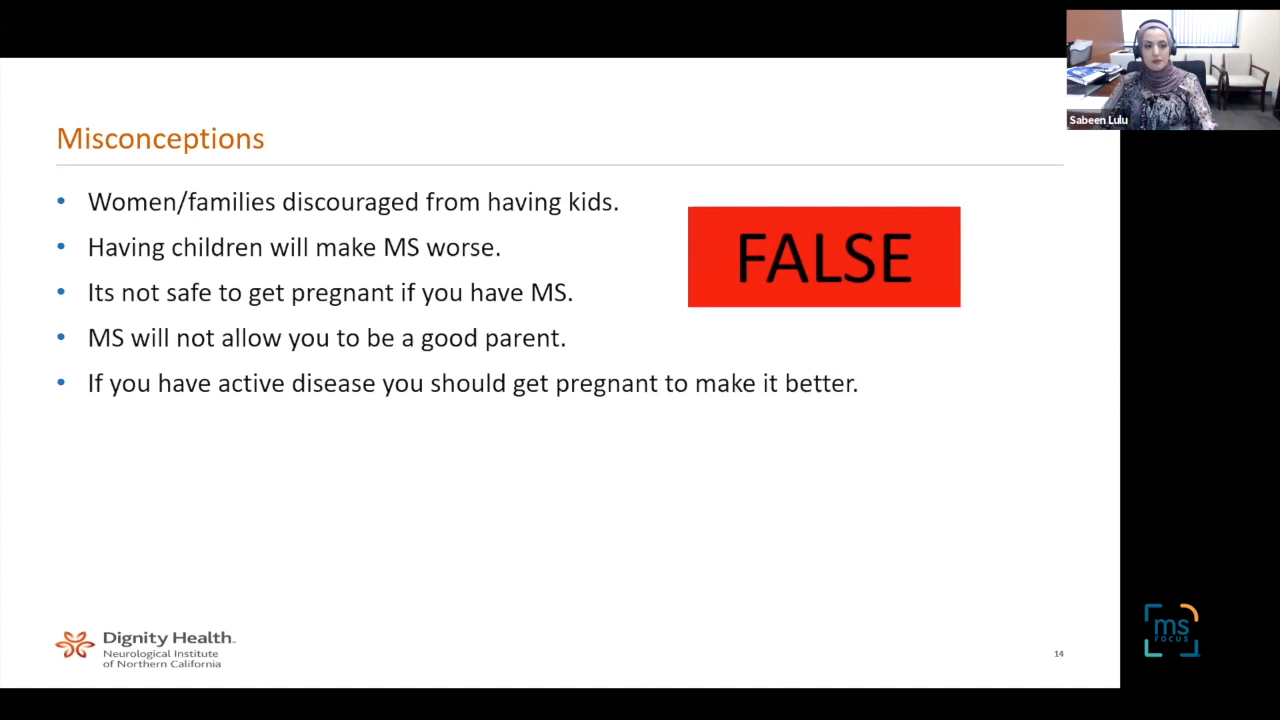 Sabeen Lulu
Misconceptions
• Women/families discouraged from having kids.
• Having children will make MS worse.
• Its not safe to get pregnant if you have MS.
• MS will not allow you to be a good parent.
• If you have active disease you should get pregnant to make it better.
FALSE
Dignity Health™
Neurological Institute
of Northern California
14
ms
FOCUS